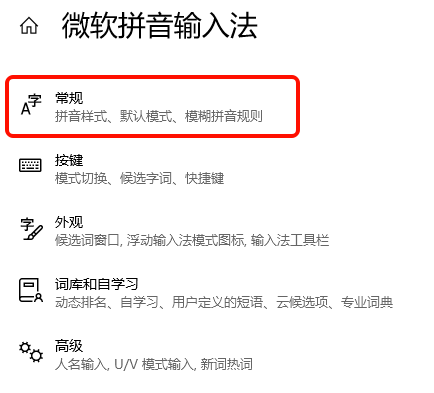 微软拼音输入法
常规
拼音样式、默认模式、模糊拼音规则
按键
模式切换、候选字词、快捷键
外观
候选词窗口, 浮动输入法模式图标, 输入法工具栏
词库和自学习
动态排名、自学习、用户定义的短语、云候选项、专业词典
高级
人名输入, U/V 模式输入, 新词热词